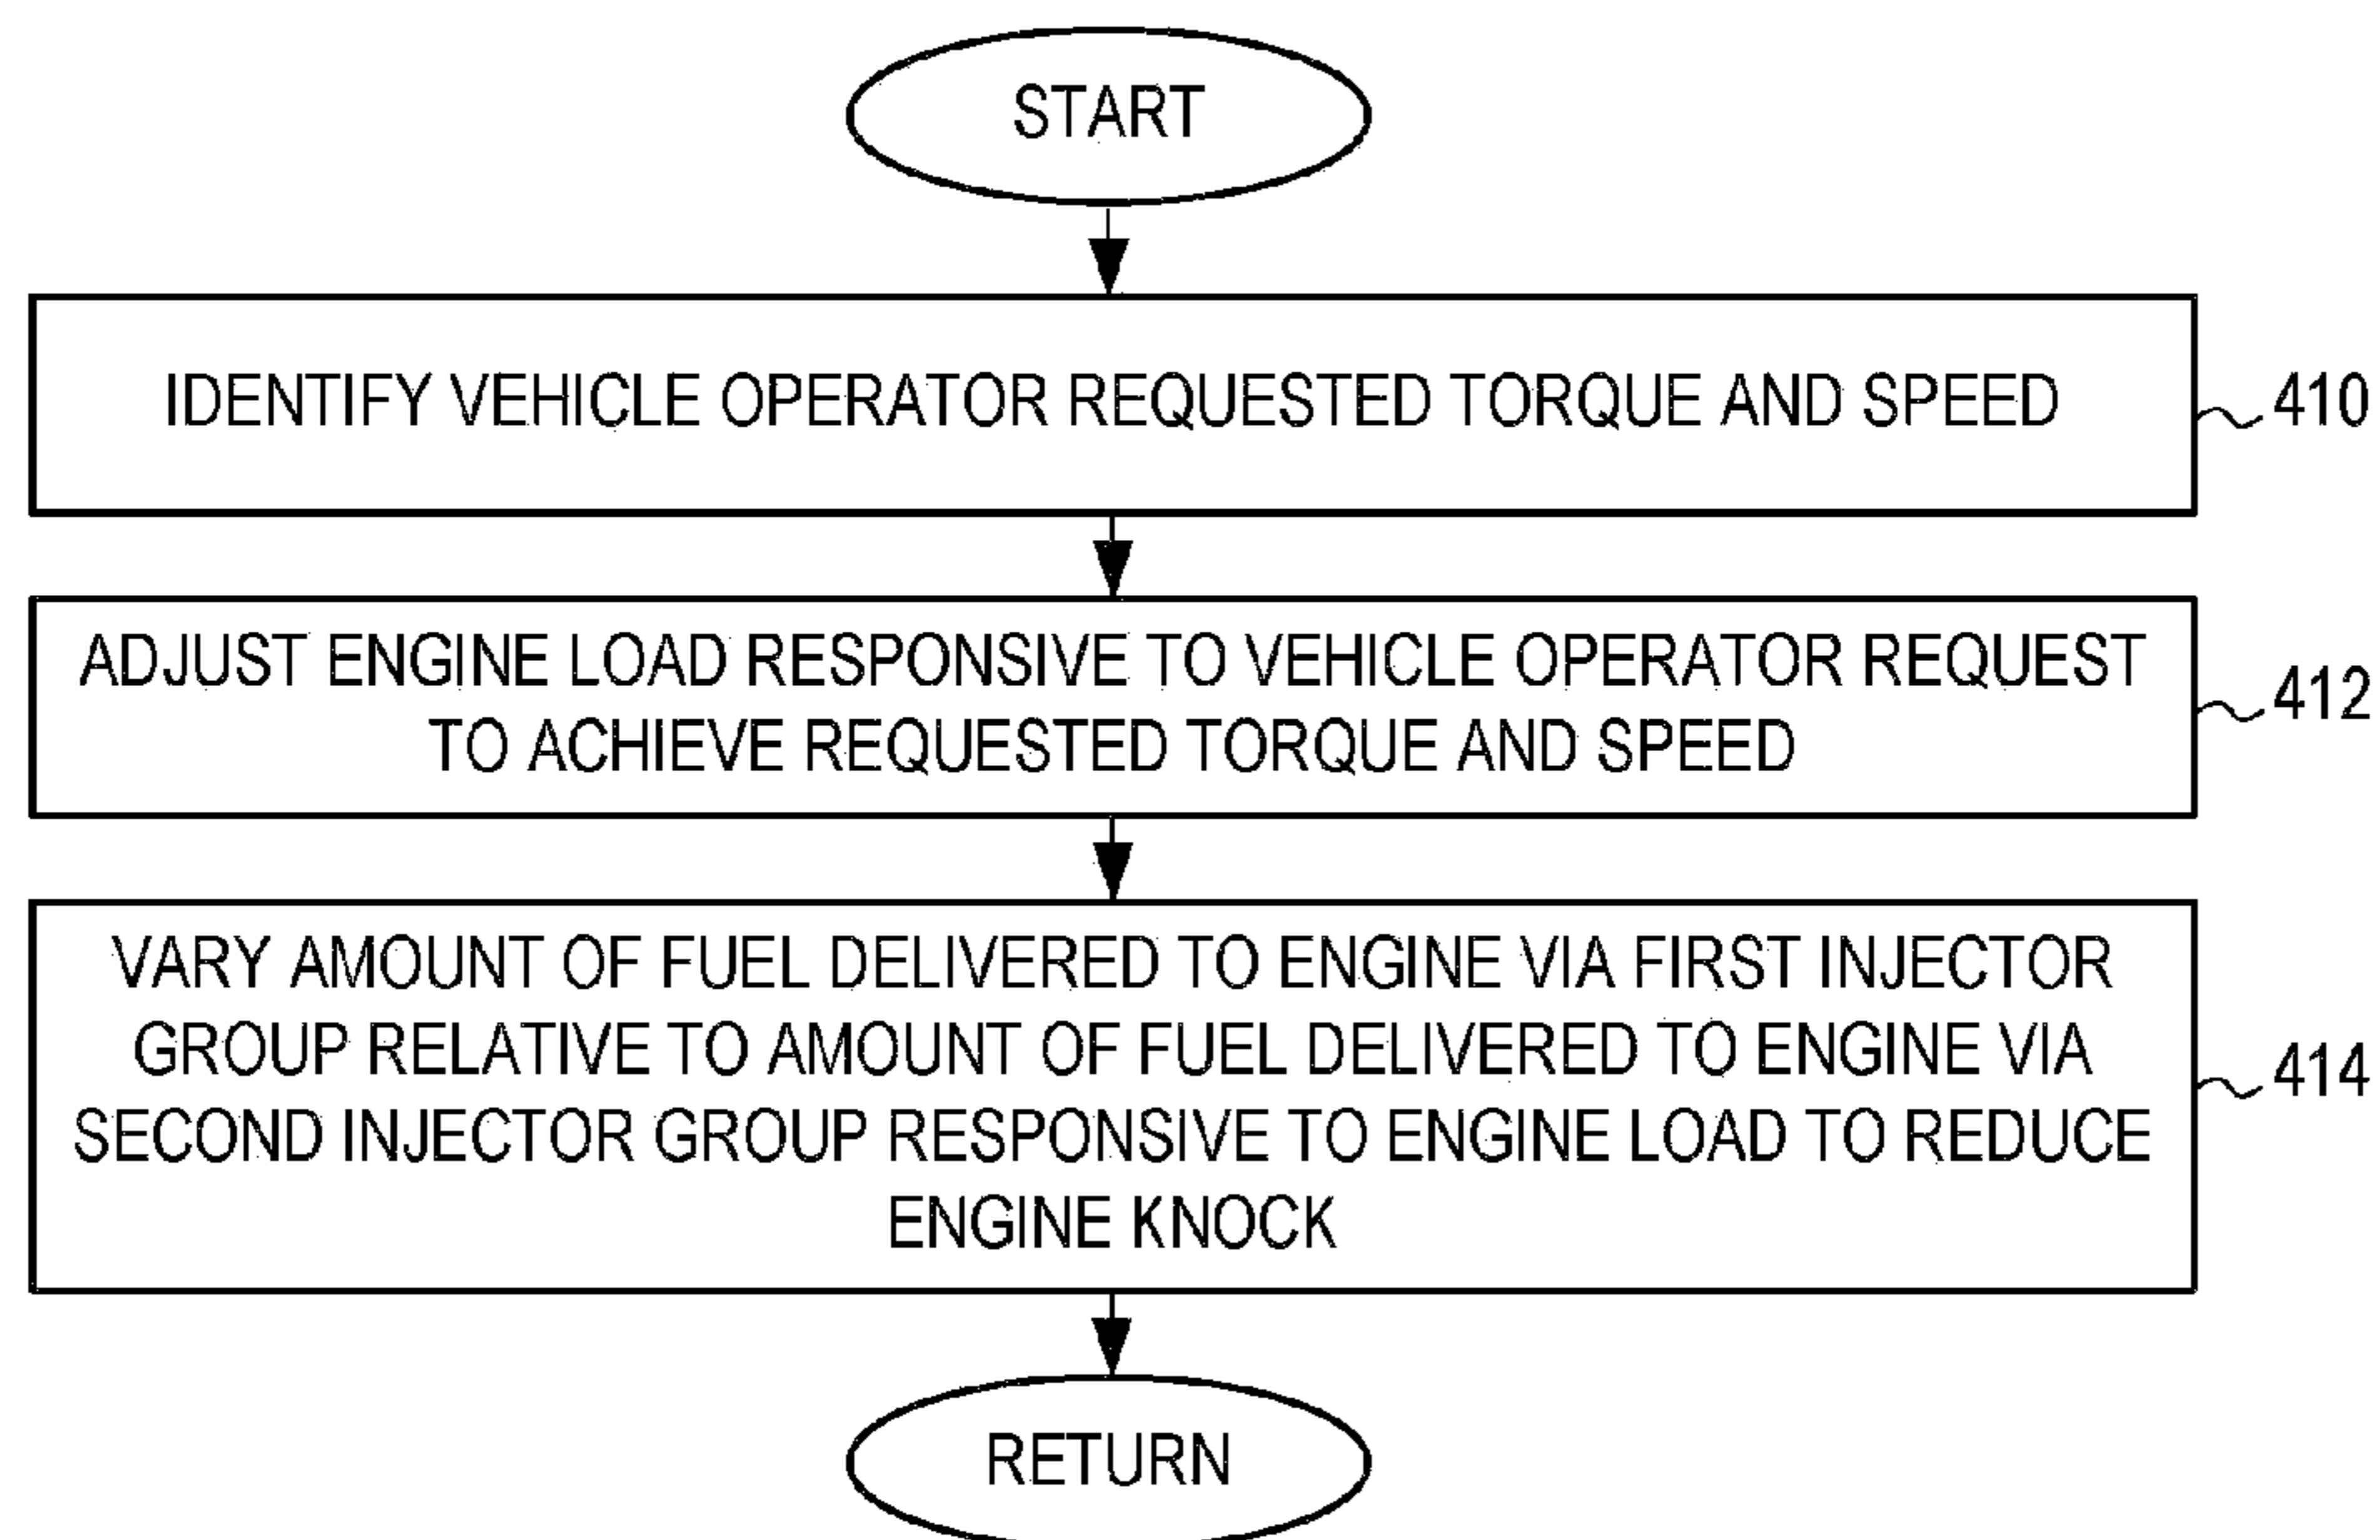 START
IDENTIFY VEHICLE OPERATOR REQUESTED TORQUE AND SPEED
410
ADJUST ENGINE LOAD RESPONSIVE TO VEHICLE OPERATOR REQUEST
TO ACHIEVE REQUESTED TORQUE AND SPEED
412
VARY AMOUNT OF FUEL DELIVERED TO ENGINE VIA FIRST INJECTOR
GROUP RELATIVE TO AMOUNT OF FUEL DELIVERED TO ENGINE VIA
SECOND INJECTOR GROUP RESPONSIVE TO ENGINE LOAD TO REDUCE
ENGINE KNOCK
414
RETURN